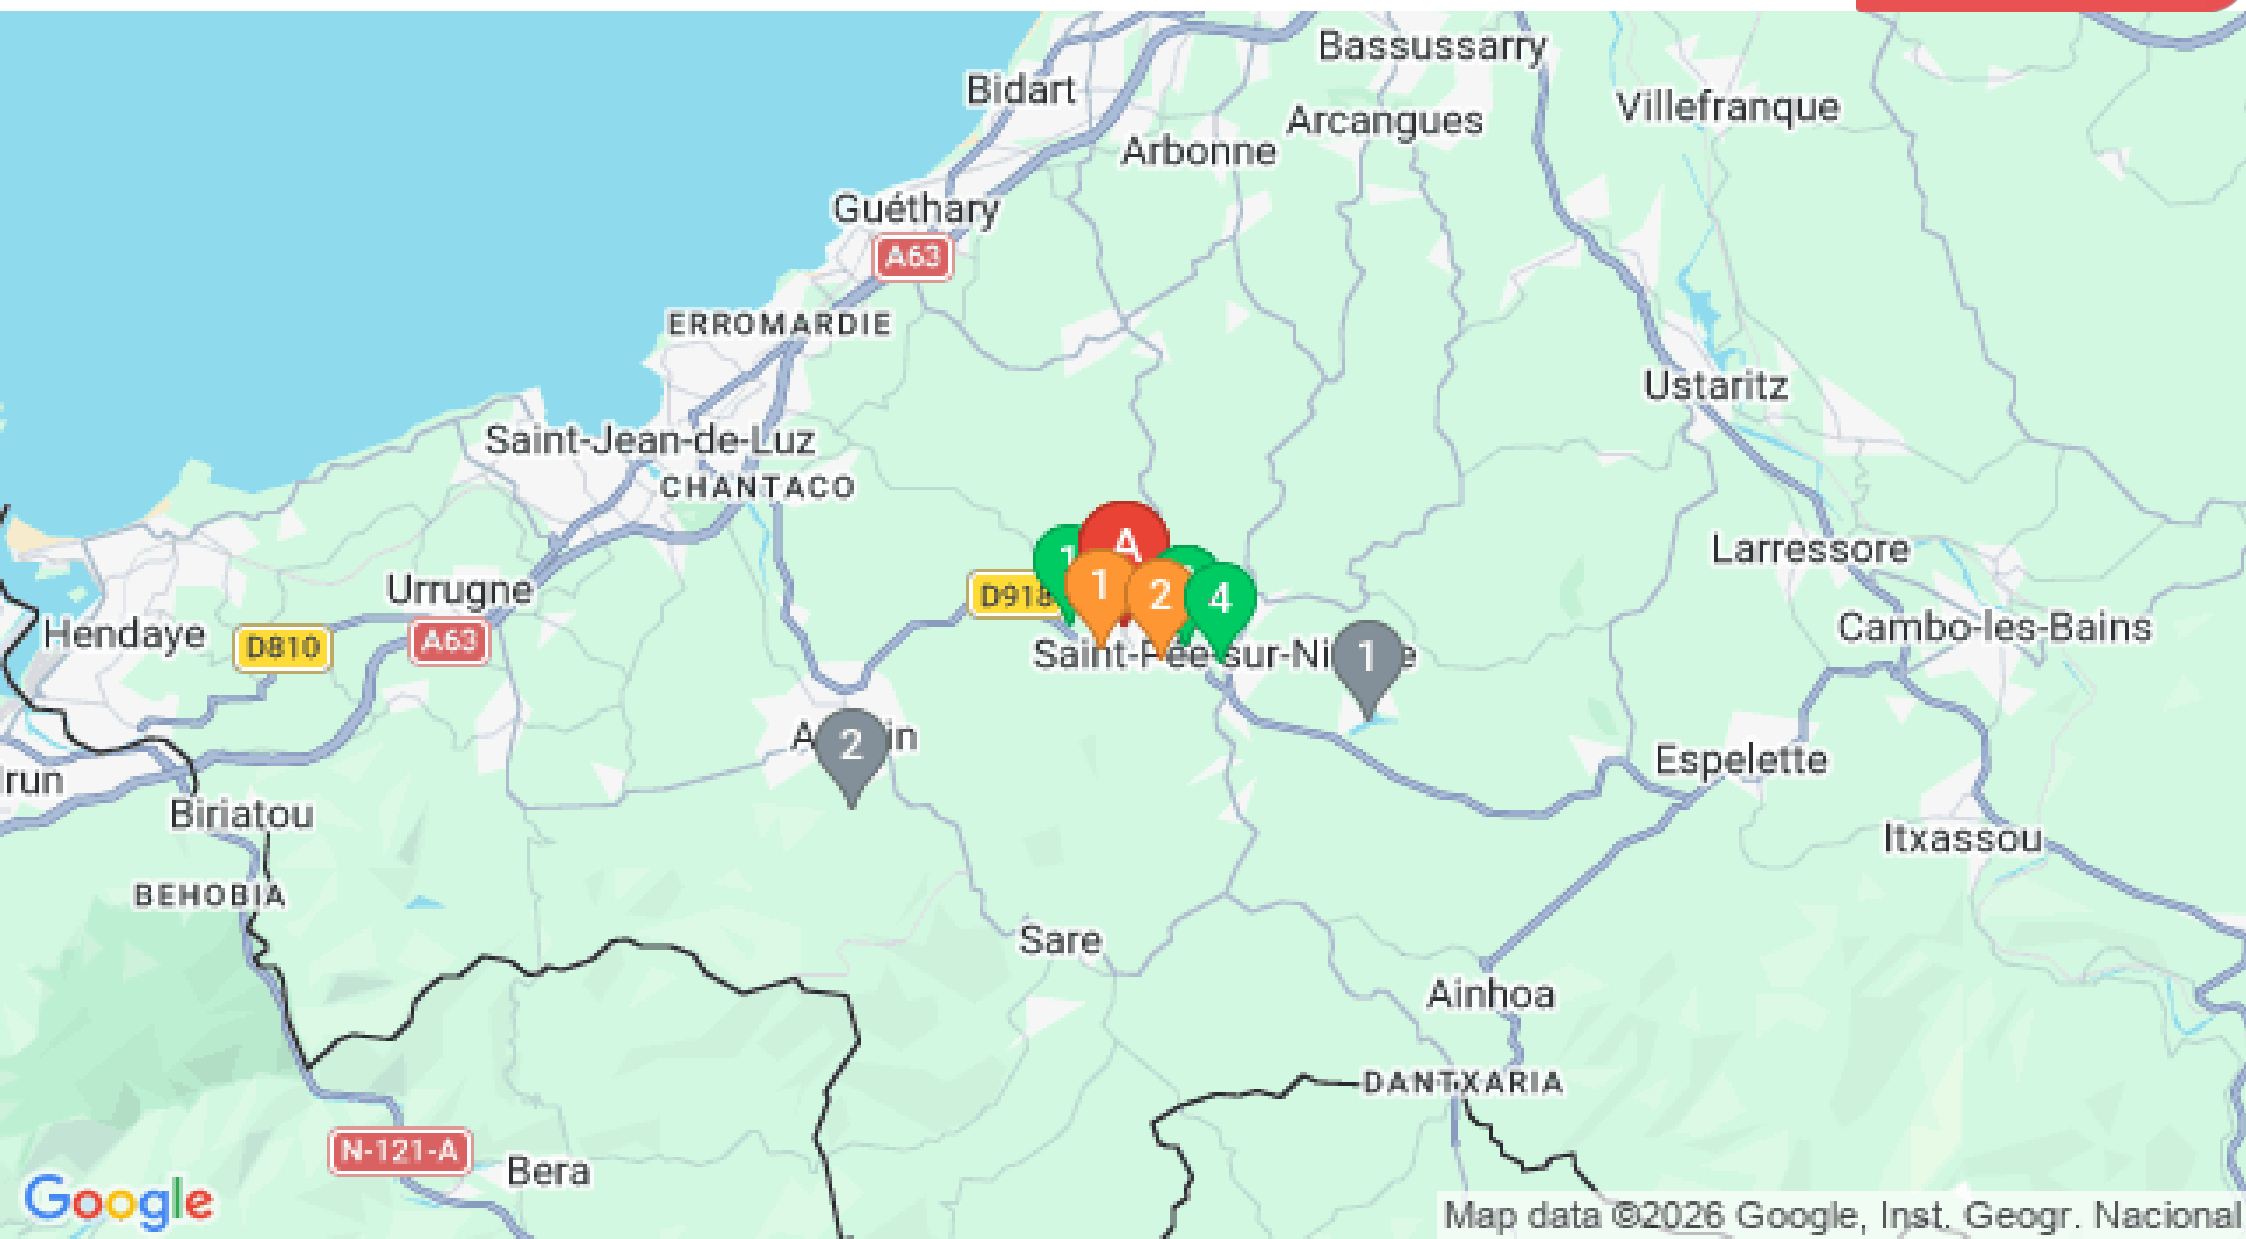 Bassussarry
Bidart
Villefranque
Arcangues
Arbonne
Guéthary
A63
ERROMARDIE
Ustaritz
Saint-Jean-de-Luz
CHANTACO
A
Larressore
1
1
2
4
D918
Urrugne
Hendaye
D810
A63
Cambo-les-Bains
1
2
Espelette
Irun
Biriatou
Itxassou
BEHOBIA
Sare
Ainhoa
DANTXARIA
N-121-A
Bera
Google
Map data ©2026 Google, Inst. Geogr. Nacional